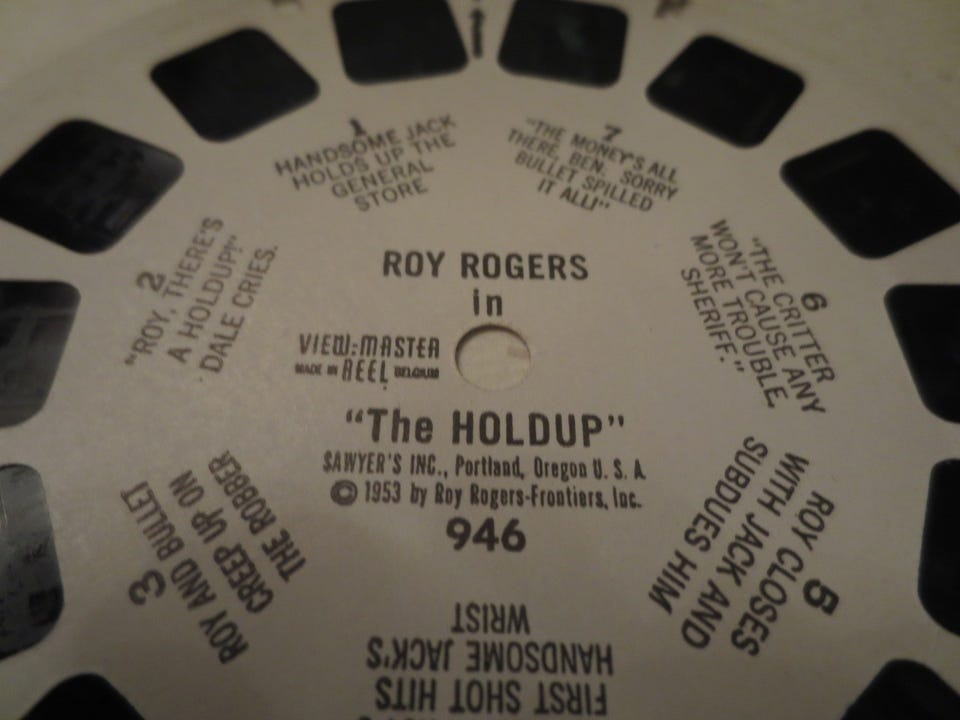 ROY ROGERS
in
VIEW-MASTER
MADE IN REEL BELGIUM
"The HOLDUP"
SAWYER'S INC., Portland, Oregon U. S. A
© 1953 by Roy Rogers-Frontiers, Inc.
946
1
HANDSOME JACK
HOLDS UP THE
GENERAL
STORE
2
"ROY, THERE'S
A HOLDUP!"
DALE CRIES.
3
ROY AND BULLET
CREEP UP ON
THE ROBBER
FIRST SHOT HITS
HANDSOME JACK'S
WRIST
5
ROY CLOSES
WITH JACK AND
SUBDUES HIM
6
"THE CRITTER
WON'T CAUSE ANY
MORE TROUBLE,
SHERIFF."
7
"THE MONEY'S ALL
THERE, BEN. SORRY
BULLET SPILLED
IT ALL!"